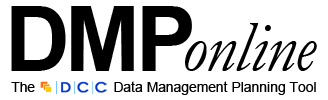 DMPonline
The DCC Data Management Planning Tool